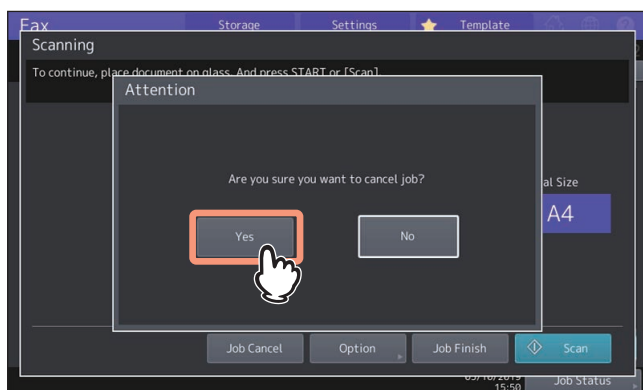 Fax Storage Settings Template
Scanning
To continue, place document on glass. And press START or [Scan].
Attention
Are you sure you want to cancel job?
al Size
Yes No
A4
Job Cancel Option Job Finish Scan
15:50 Job Status